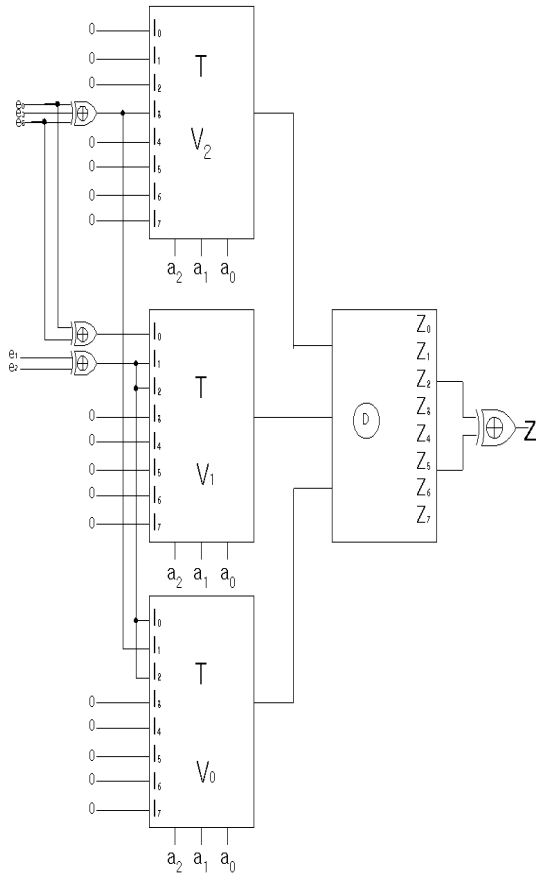 0 I₀
0 I₁
0 I₂
I₃
0 I₄
0 I₅
0 I₆
0 I₇
T
V₂
a₂ a₁ a₀
I₀
e₁
e₂
I₁
I₂
0 I₃
0 I₄
0 I₅
0 I₆
0 I₇
T
V₁
a₂ a₁ a₀
I₀
I₁
I₂
0 I₃
0 I₄
0 I₅
0 I₆
0 I₇
T
V₀
a₂ a₁ a₀
D
Z₀
Z₁
Z₂
Z₃
Z₄
Z₅
Z₆
Z₇
Z